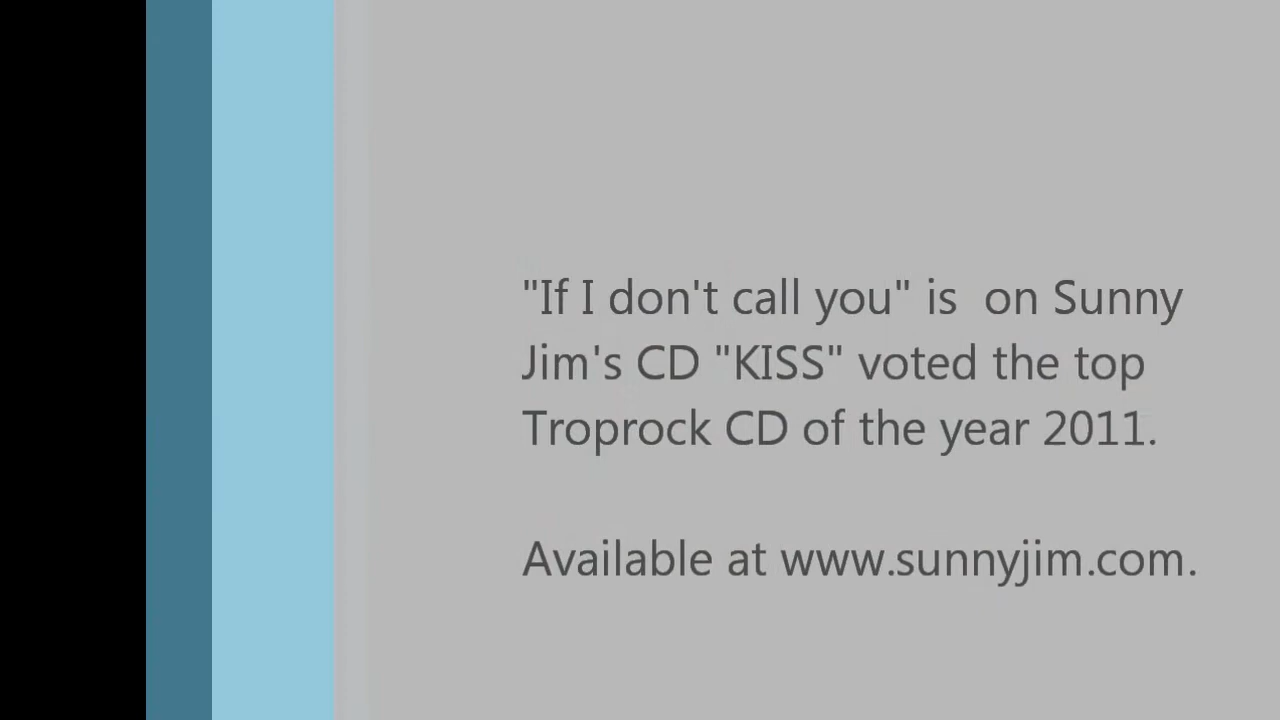 "If I don't call you" is  on Sunny
Jim's CD "KISS" voted the top
Troprock CD of the year 2011.
Available at www.sunnyjim.com.